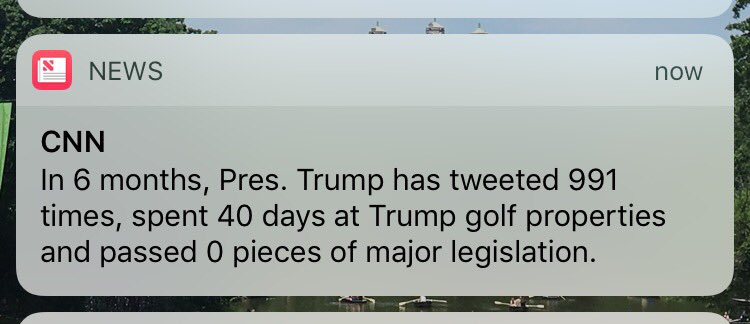 NEWS now
CNN
In 6 months, Pres. Trump has tweeted 991
times, spent 40 days at Trump golf properties
and passed 0 pieces of major legislation.